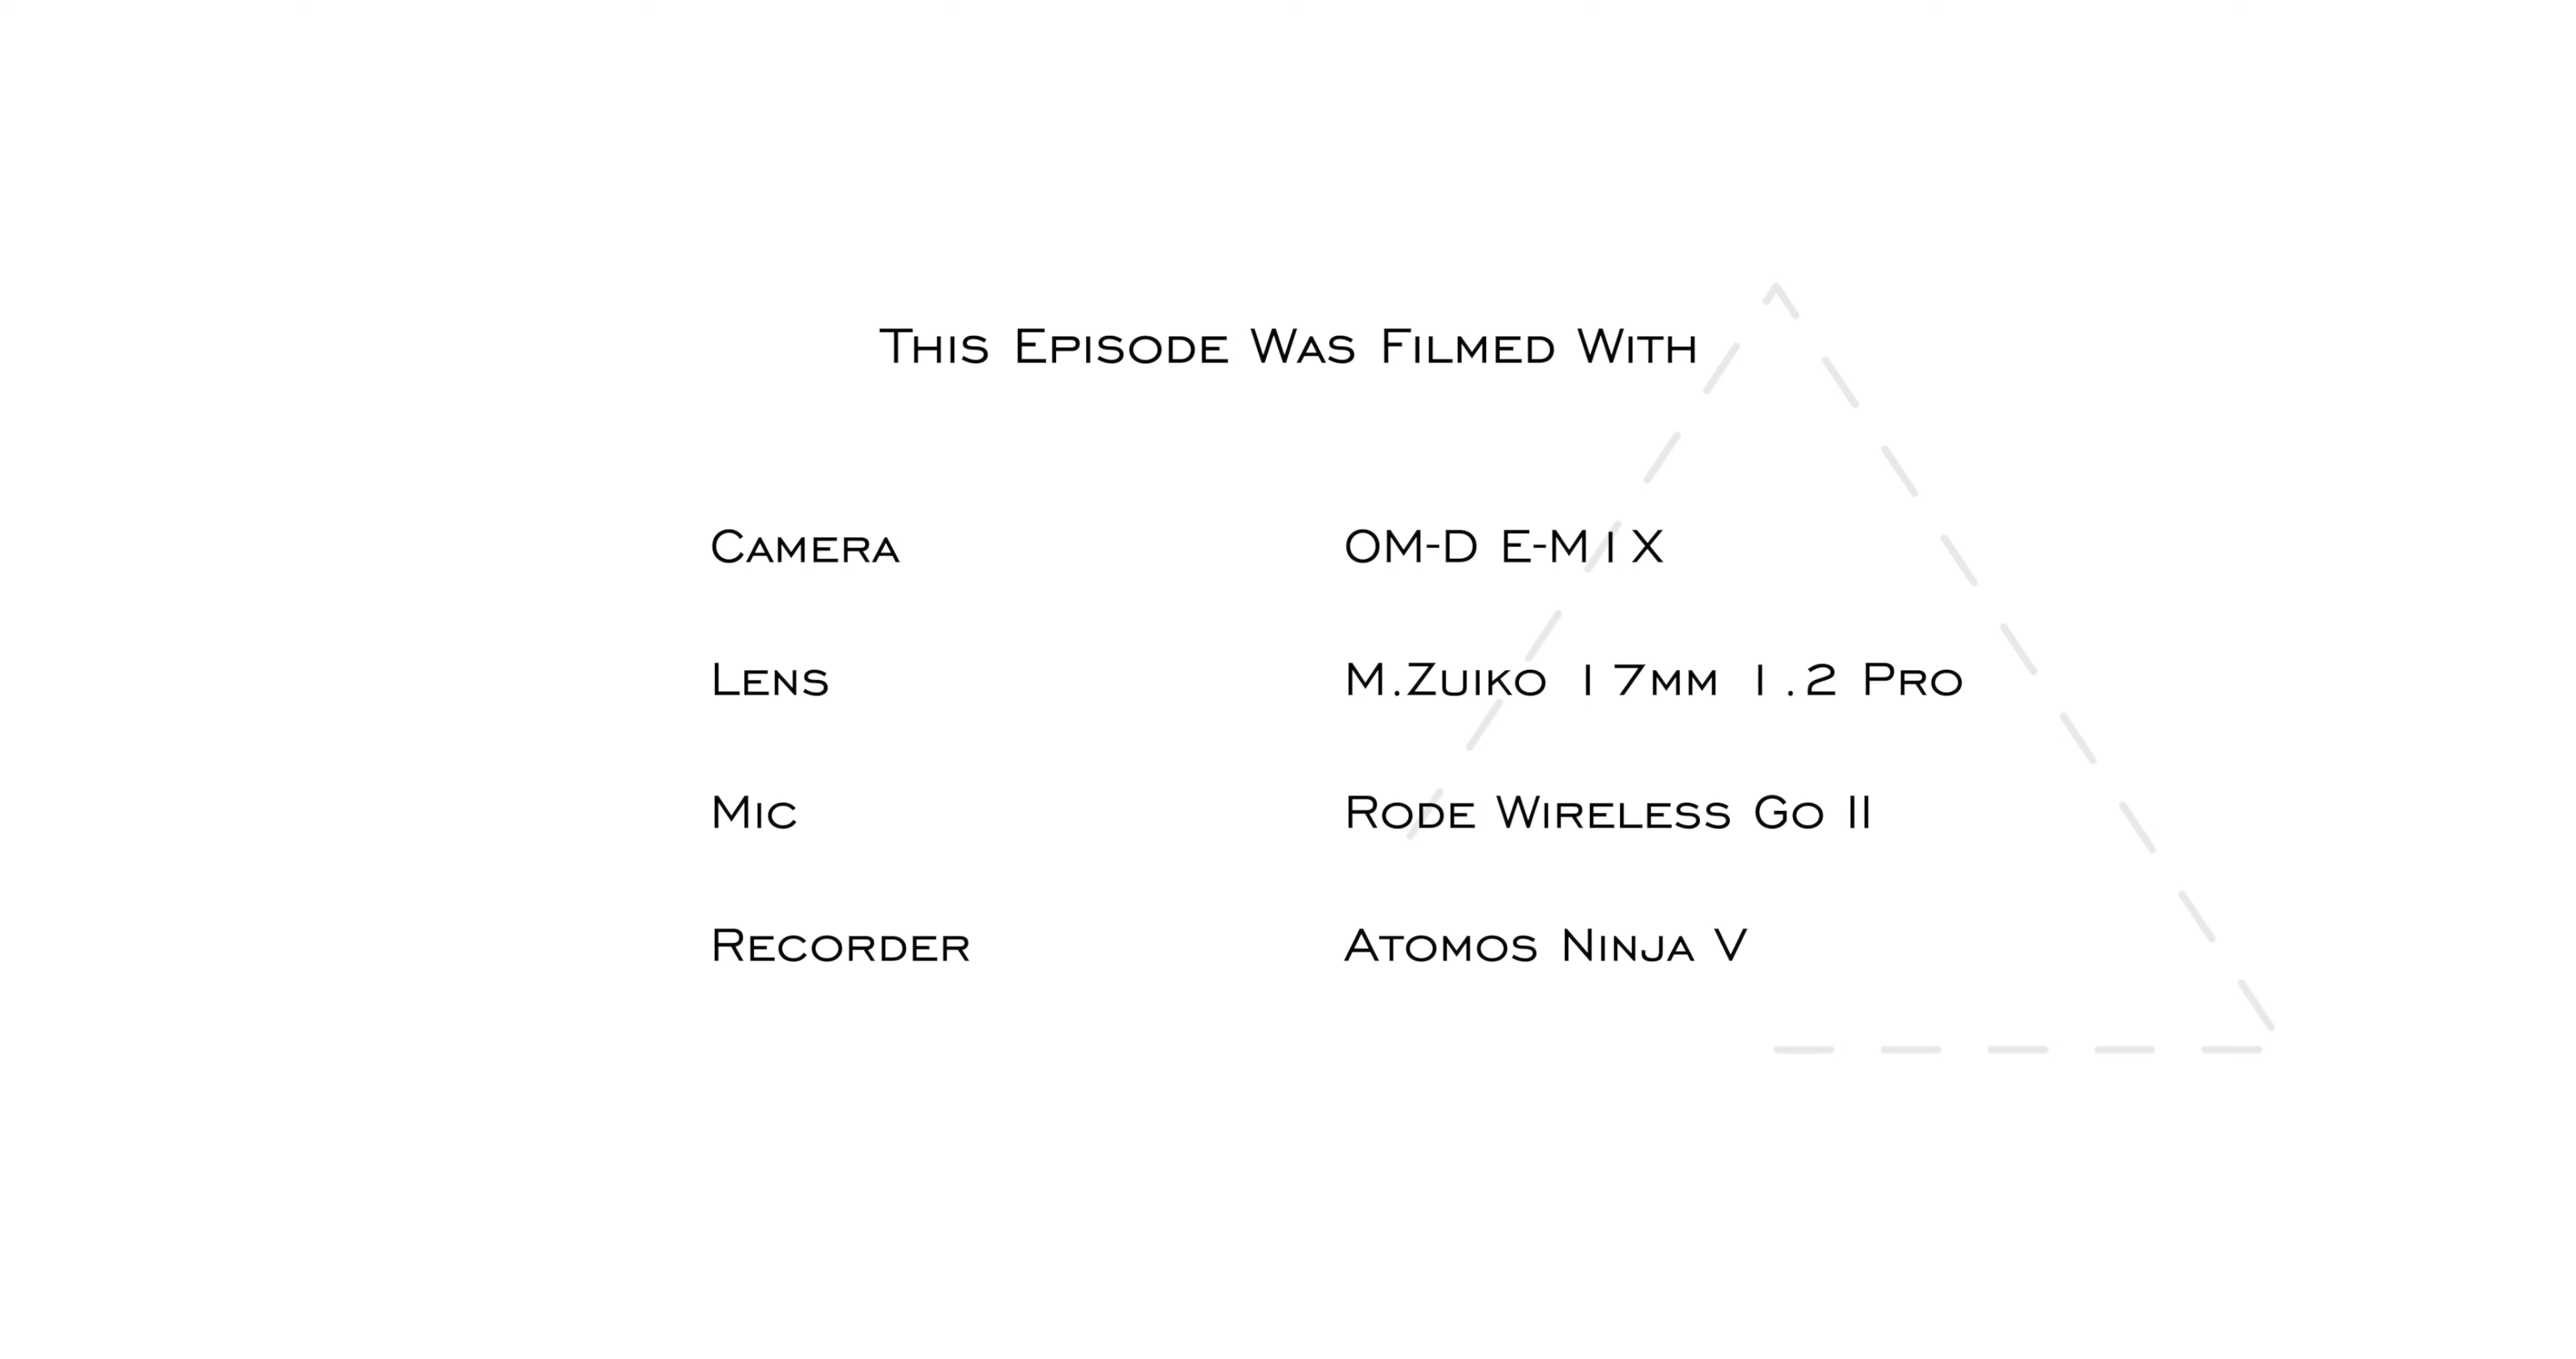 This Episode Was Filmed With
Camera OM-D E-M1X
Lens M.Zuiko 17mm 1.2 Pro
Mic Rode Wireless Go II
Recorder Atomos Ninja V